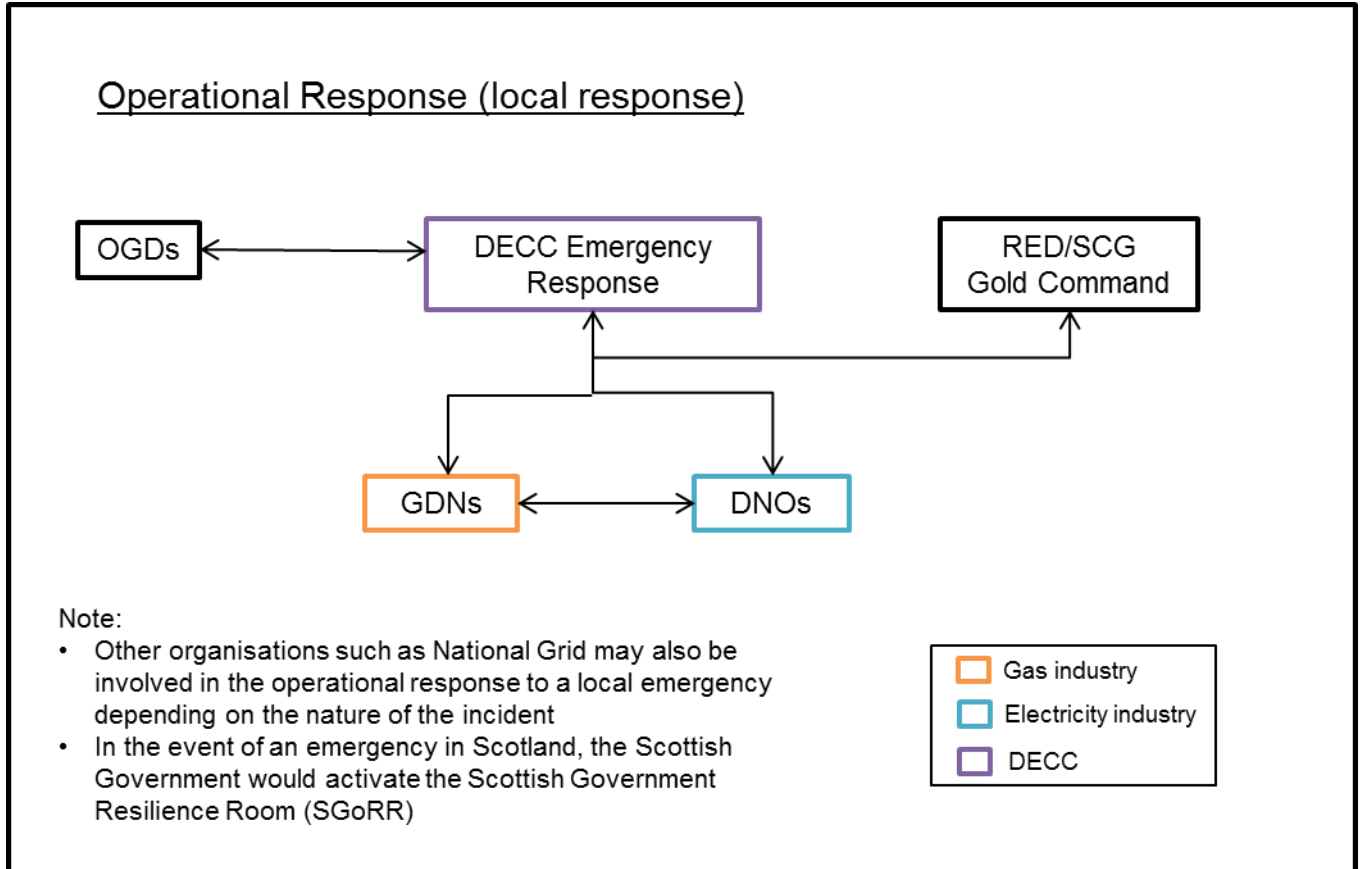 Operational Response (local response)
OGDs
DECC Emergency
Response
RED/SCG
Gold Command
GDNs
DNOs
Note:
• Other organisations such as National Grid may also be
involved in the operational response to a local emergency
depending on the nature of the incident
• In the event of an emergency in Scotland, the Scottish
Government would activate the Scottish Government
Resilience Room (SGoRR)
Gas industry
Electricity industry
DECC